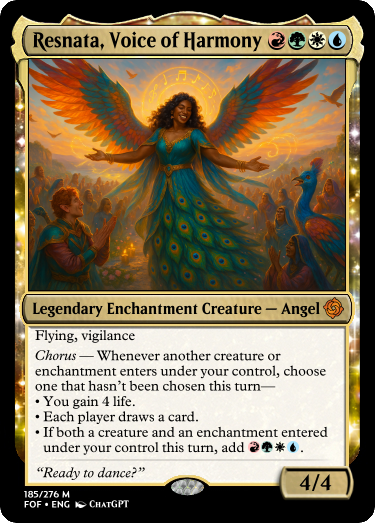 Resnata, Voice of Harmony
Legendary Enchantment Creature — Angel
Flying, vigilance
Chorus — Whenever another creature or
enchantment enters under your control, choose
one that hasn't been chosen this turn—
• You gain 4 life.
• Each player draws a card.
• If both a creature and an enchantment entered
under your control this turn, add .
“Ready to dance?”
4/4
185/276 M
FOF • ENG ChatGPT